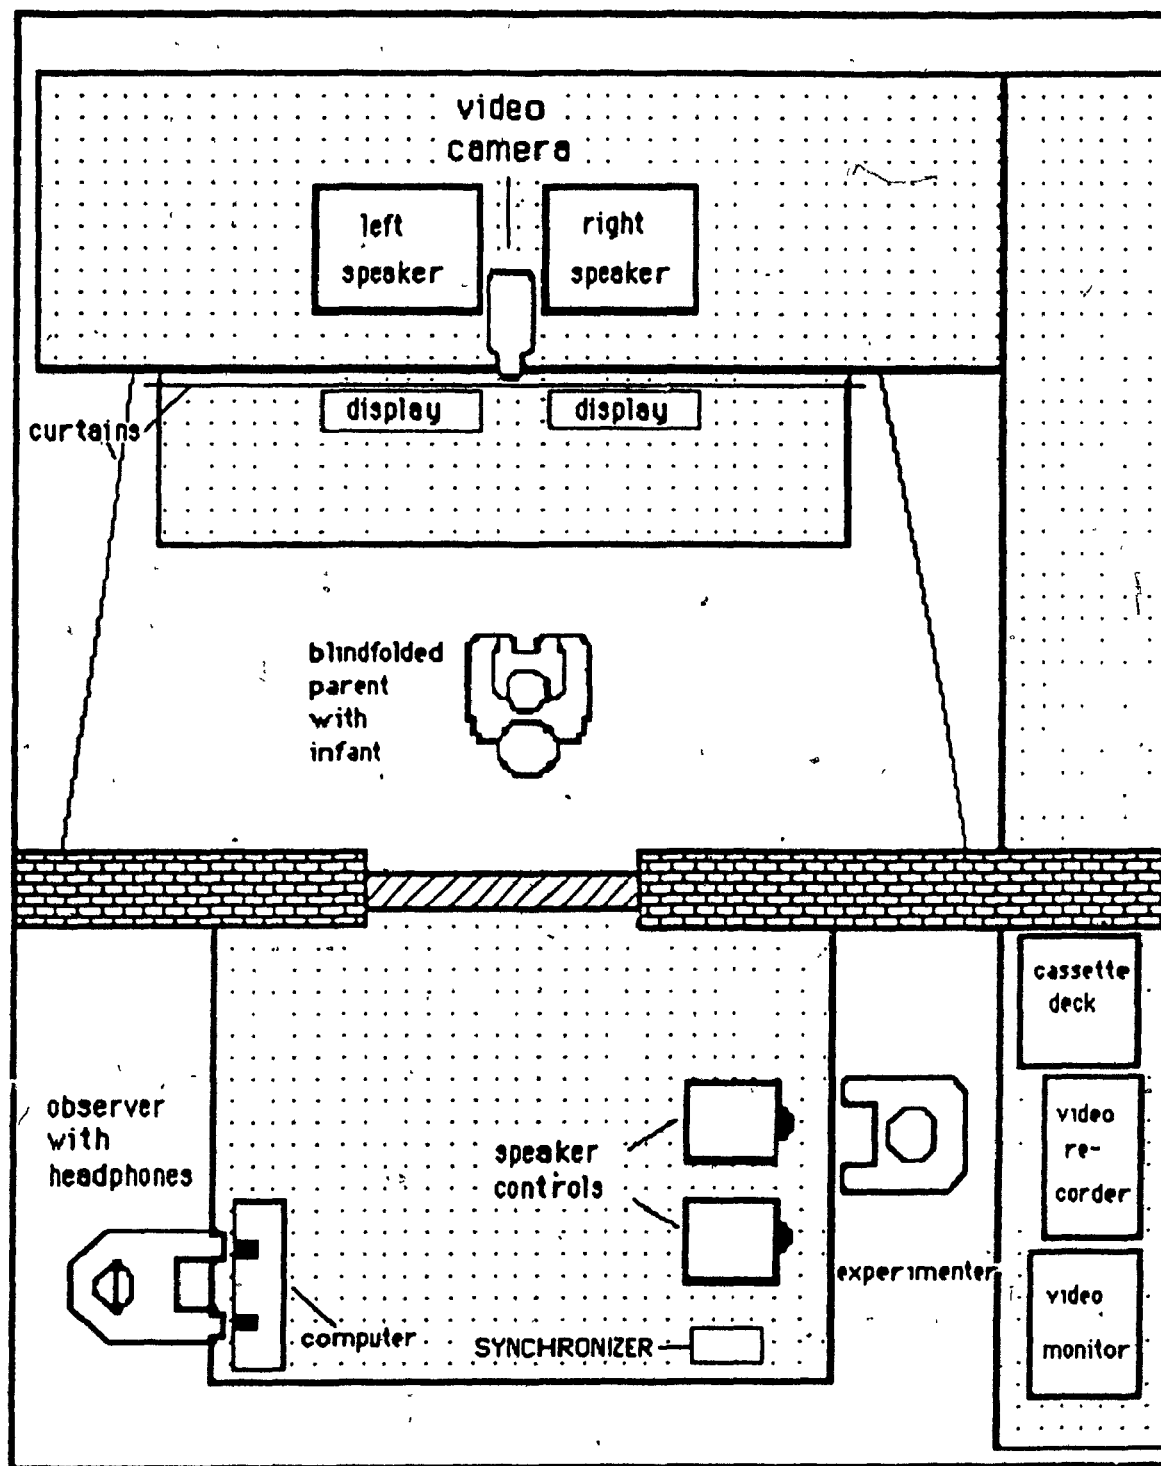 video
camera
left
speaker
right
speaker
display
display
curtains
blindfolded
parent
with
infant
cassette
deck
observer
with
headphones
speaker
controls
video
re-
corder
experimenter
video
monitor
computer
SYNCHRONIZER